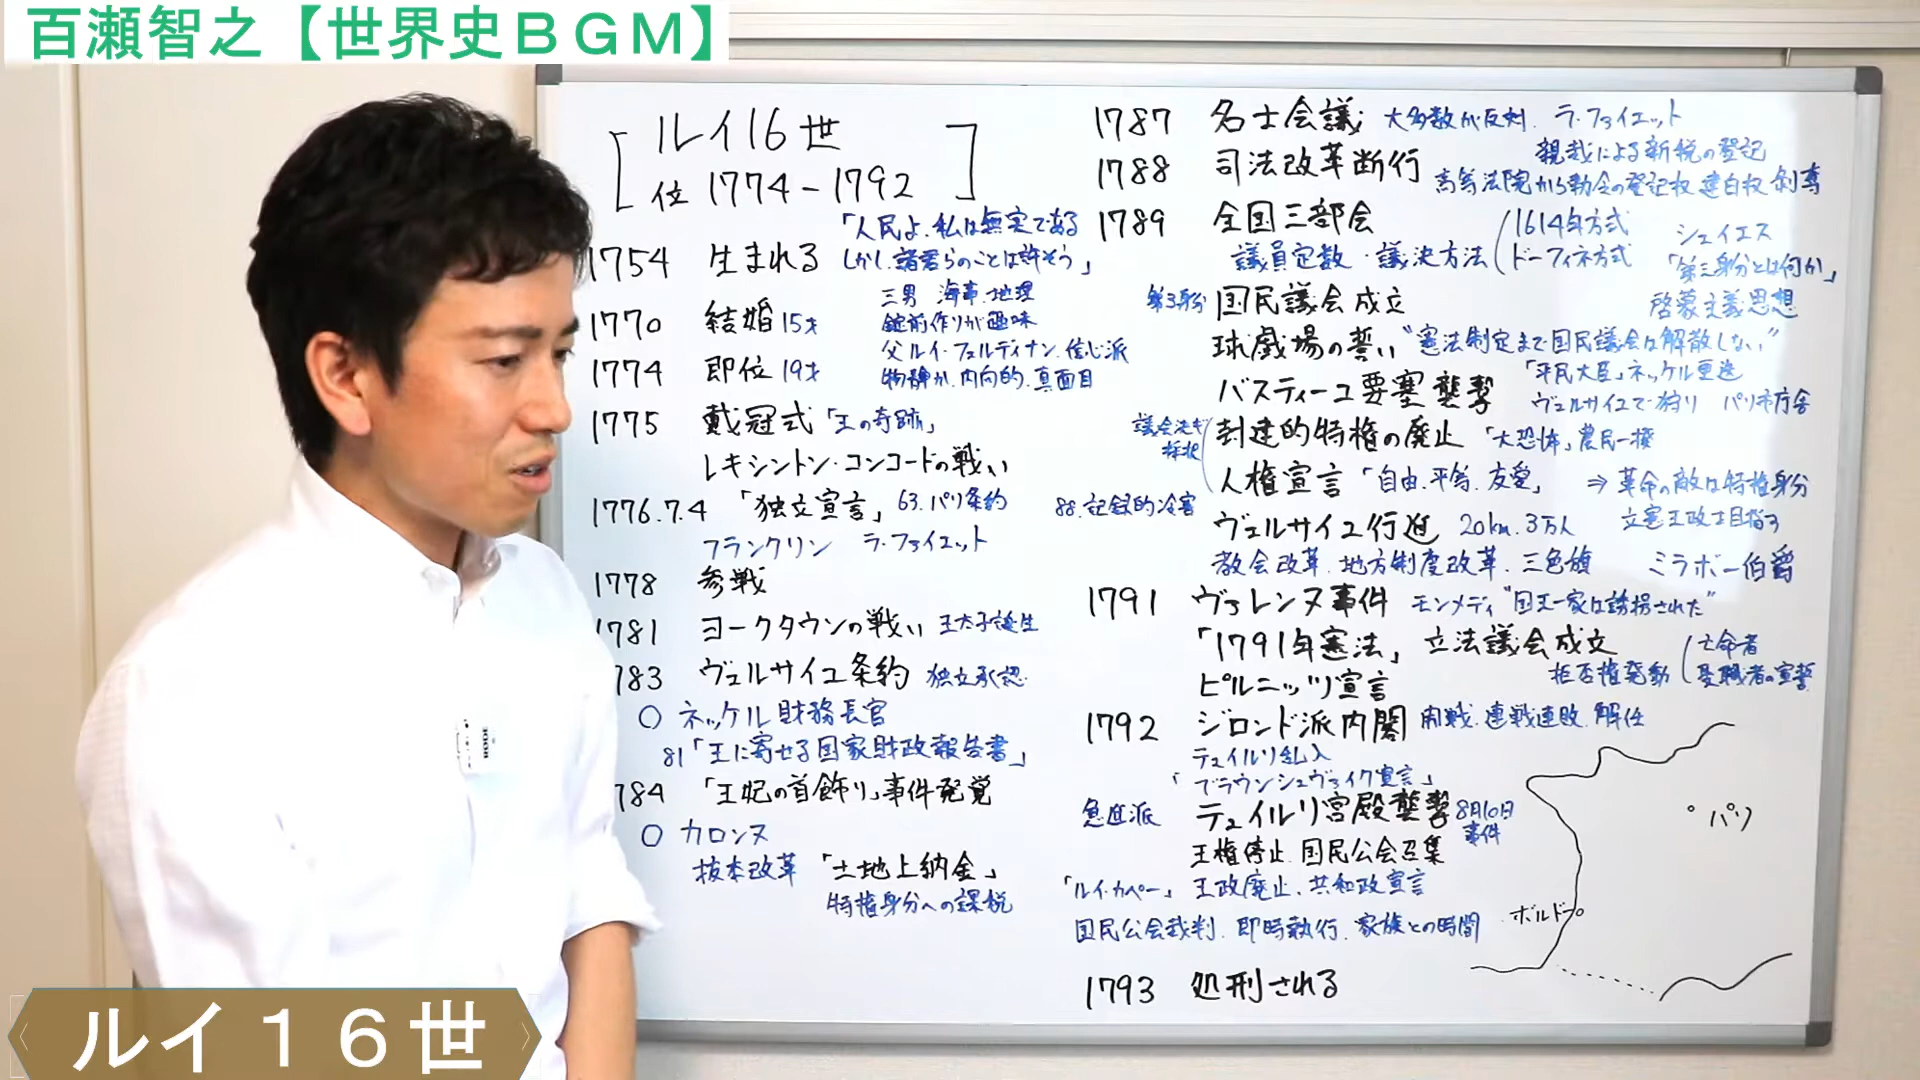 百瀬智之【世界史BGM】
ルイ16世
位 1774-1792
「人民よ、私は無実である
しかし、諸君らのことは許そう」
1754 生まれる
三男 海事、地理
錠前作りが趣味
父ルイ・フェルディナン、信心派
物静か、内向的、真面目
1770 結婚 15才
1774 即位 19才
1775 戴冠式「王の奇跡」
レキシントン・コンコードの戦い
1776.7.4 「独立宣言」 63.パリ条約
フランクリン ラ・ファイエット
1778 参戦
1781 ヨークタウンの戦い 王太子誕生
783 ヴェルサイユ条約 独立承認
○ ネッケル財務長官
81「王に寄せる国家財政報告書」
784 「王妃の首飾り」事件発覚
○ カロンヌ
抜本改革 「土地上納金」
特権身分への課税
1787 名士会議 大多数が反対 ラ・ファイエット
親裁による新税の登記
1788 司法改革断行 高等法院から勅令の登記権 建白権 剝奪
1789 全国三部会
議員定数・議決方法
1614年方式
ドーフィネ方式
シェイエス
「第三身分とは何か」
啓蒙主義思想
第3身分 国民議会成立
球戯場の誓い "憲法制定まで国民議会は解散しない"
「平民大臣」ネッケル更迭
バスティーユ要塞襲撃 ヴェルサイユで狩り パリ市庁舎
議会決ギ
採択
封建的特権の廃止 「大恐怖」農民一揆
人権宣言「自由、平等、友愛」 ⇒ 革命の敵は特権身分
88.記録的冷害
ヴェルサイユ行進 20km、3万人 立憲王政を目指す
教会改革、地方制度改革、三色旗 ミラボー伯爵
1791 ヴァレンヌ事件 モンメディ "国王一家は誘拐された"
「1791年憲法」 立法議会成立
拒否権発動
亡命者
聖職者の宣誓
ピルニッツ宣言
1792 ジロンド派内閣 開戦、連戦連敗、解任
テュイルリ乱入
「ブラウンシュヴァイク宣言」
急進派 テュイルリ宮殿襲撃 8月10日
事件
王権停止、国民公会召集
「ルイ・カペー」 王政廃止、共和政宣言
国民公会裁判、即時執行、家族との時間
1793 処刑される
パリ
ボルドー
ルイ16世